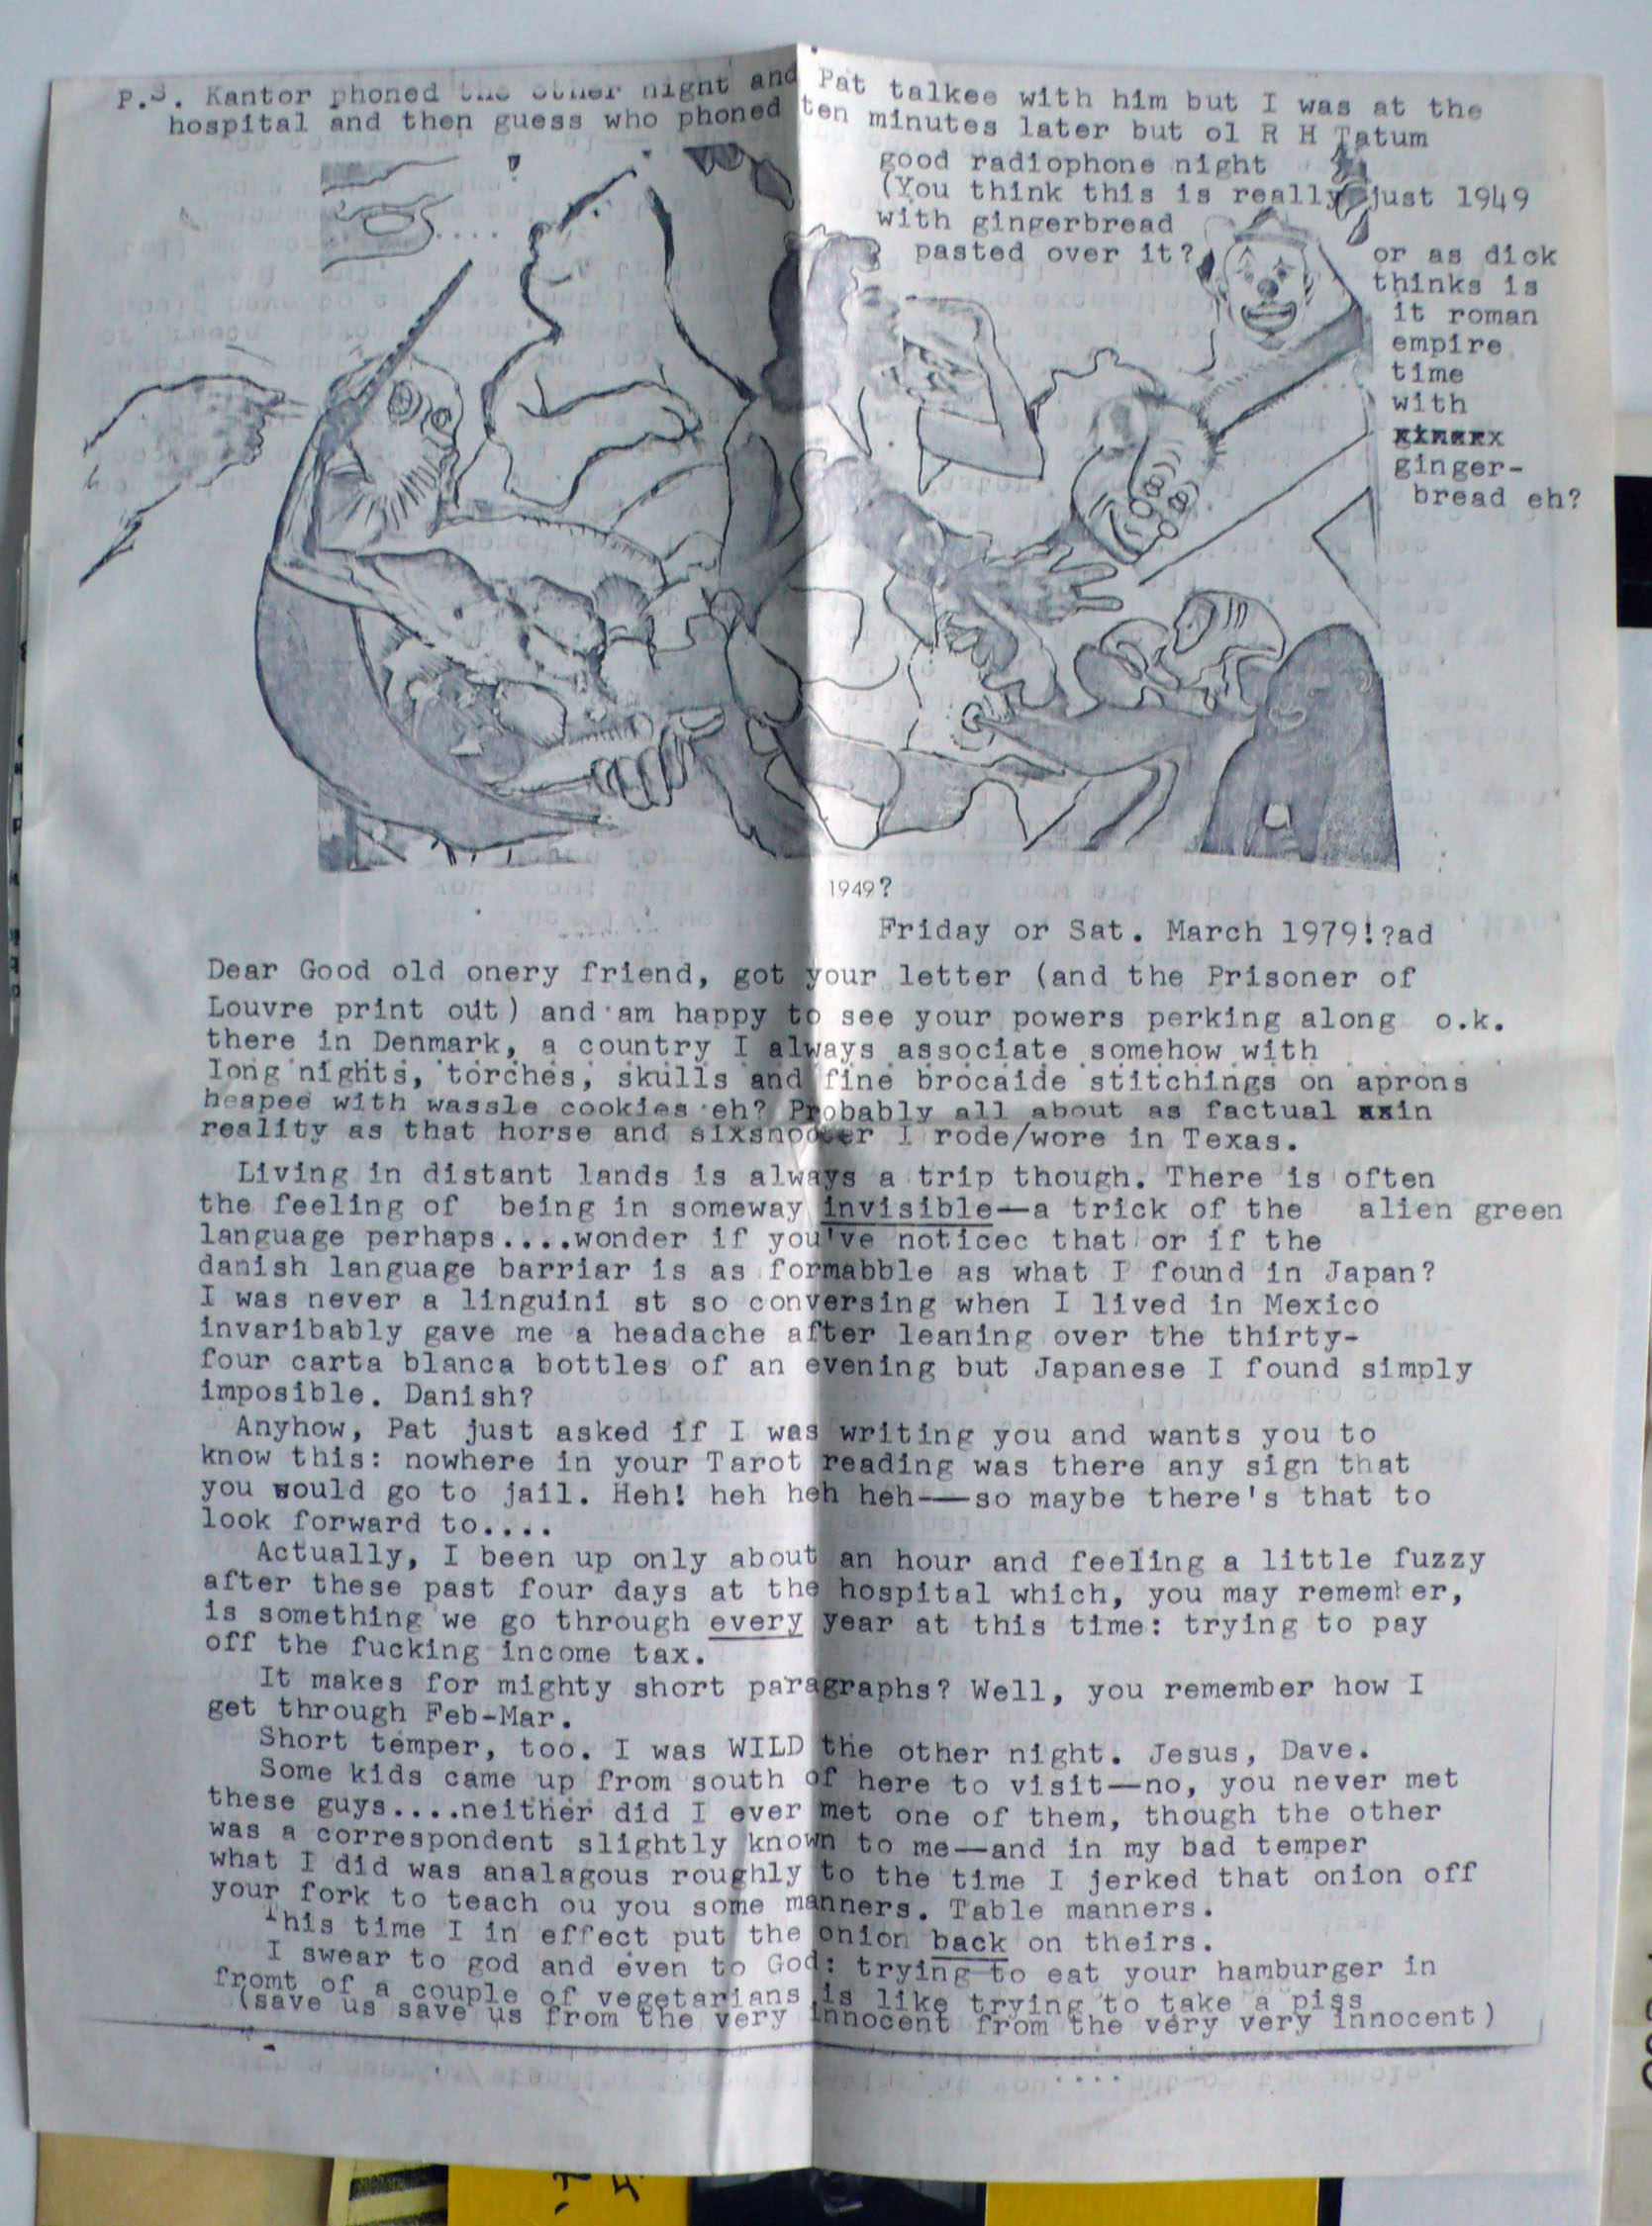 P.S. Kantor phoned the other night and Pat talkee with him but I was at the
hospital and then guess who phoned ten minutes later but ol R H Tatum
good radiophone night
(You think this is really just 1949
with gingerbread
pasted over it?
or as dick
thinks is
it roman
empire
time
with
ginger-
bread eh?
1949?
Friday or Sat. March 1979!?ad
Dear Good old onery friend, got your letter (and the Prisoner of
Louvre print out) and am happy to see your powers perking along o.k.
there in Denmark, a country I always associate somehow with
long nights, torches, skulls and fine brocaide stitchings on aprons
heapee with wassle cookies eh? Probably all about as factual xxin
reality as that horse and sixshooter I rode/wore in Texas.
Living in distant lands is always a trip though. There is often
the feeling of being in someway invisible—a trick of the alien green
language perhaps....wonder if you've noticec that or if the
danish language barriar is as formabble as what I found in Japan?
I was never a linguini st so conversing when I lived in Mexico
invaribably gave me a headache after leaning over the thirty-
four carta blanca bottles of an evening but Japanese I found simply
imposible. Danish?
Anyhow, Pat just asked if I was writing you and wants you to
know this: nowhere in your Tarot reading was there any sign that
you would go to jail. Heh! heh heh heh——so maybe there's that to
look forward to....
Actually, I been up only about an hour and feeling a little fuzzy
after these past four days at the hospital which, you may remember,
is something we go through every year at this time: trying to pay
off the fucking income tax.
It makes for mighty short paragraphs? Well, you remember how I
get through Feb-Mar.
Short temper, too. I was WILD the other night. Jesus, Dave.
Some kids came up from south of here to visit—no, you never met
these guys....neither did I ever met one of them, though the other
was a correspondent slightly known to me—and in my bad temper
what I did was analagous roughly to the time I jerked that onion off
your fork to teach ou you some manners. Table manners.
This time I in effect put the onion back on theirs.
I swear to god and even to God: trying to eat your hamburger in
fromt of a couple of vegetarians is like trying to take a piss
(save us save us from the very innocent from the very very innocent)